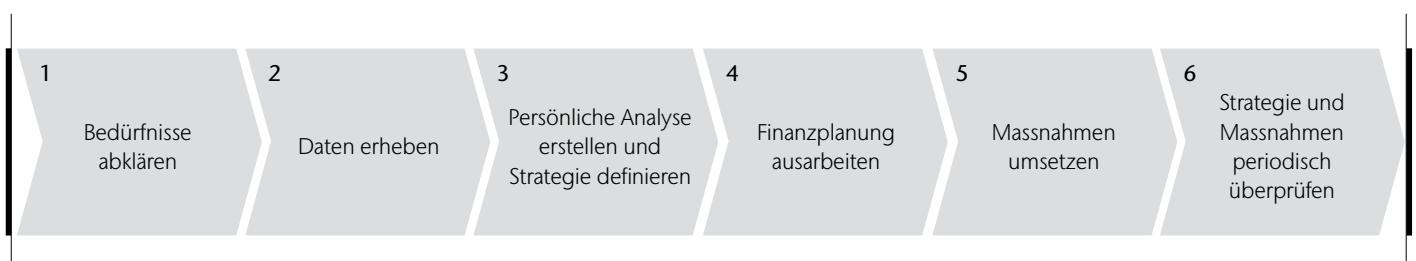 1
Bedürfnisse
abklären
2
Daten erheben
3
Persönliche Analyse
erstellen und
Strategie definieren
4
Finanzplanung
ausarbeiten
5
Massnahmen
umsetzen
6
Strategie und
Massnahmen
periodisch
überprüfen